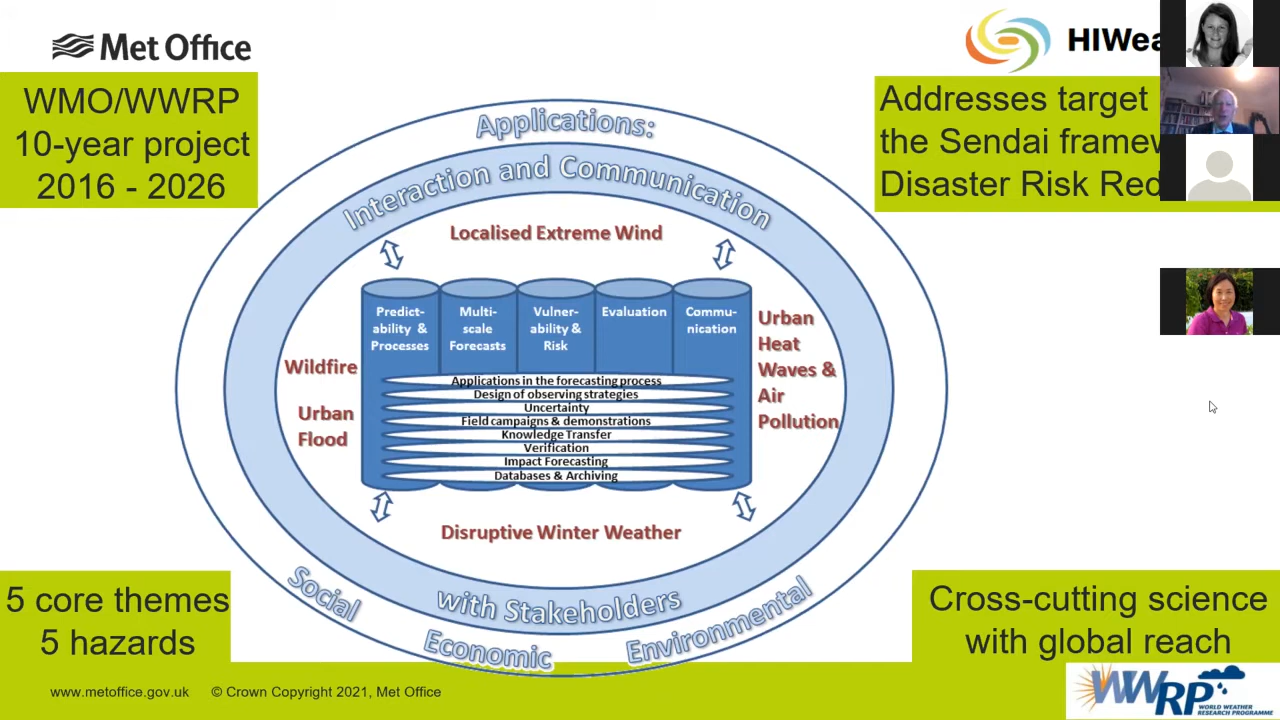 Met Office
HIWea
WMO/WWRP
10-year project
2016 - 2026
Addresses target
the Sendai framew
Disaster Risk Red
Applications:
Interaction and Communication
Localised Extreme Wind
Predict-
ability &
Processes
Multi-
scale
Forecasts
Vulner-
ability &
Risk
Evaluation
Commu-
nication
Wildfire
Urban
Flood
Urban
Heat
Waves &
Air
Pollution
Applications in the forecasting process
Design of observing strategies
Uncertainty
Field campaigns & demonstrations
Knowledge Transfer
Verification
Impact Forecasting
Databases & Archiving
Disruptive Winter Weather
with Stakeholders
Social
Economic
Environmental
5 core themes
5 hazards
Cross-cutting science
with global reach
www.metoffice.gov.uk © Crown Copyright 2021, Met Office
WWRP
WORLD WEATHER
RESEARCH PROGRAMME